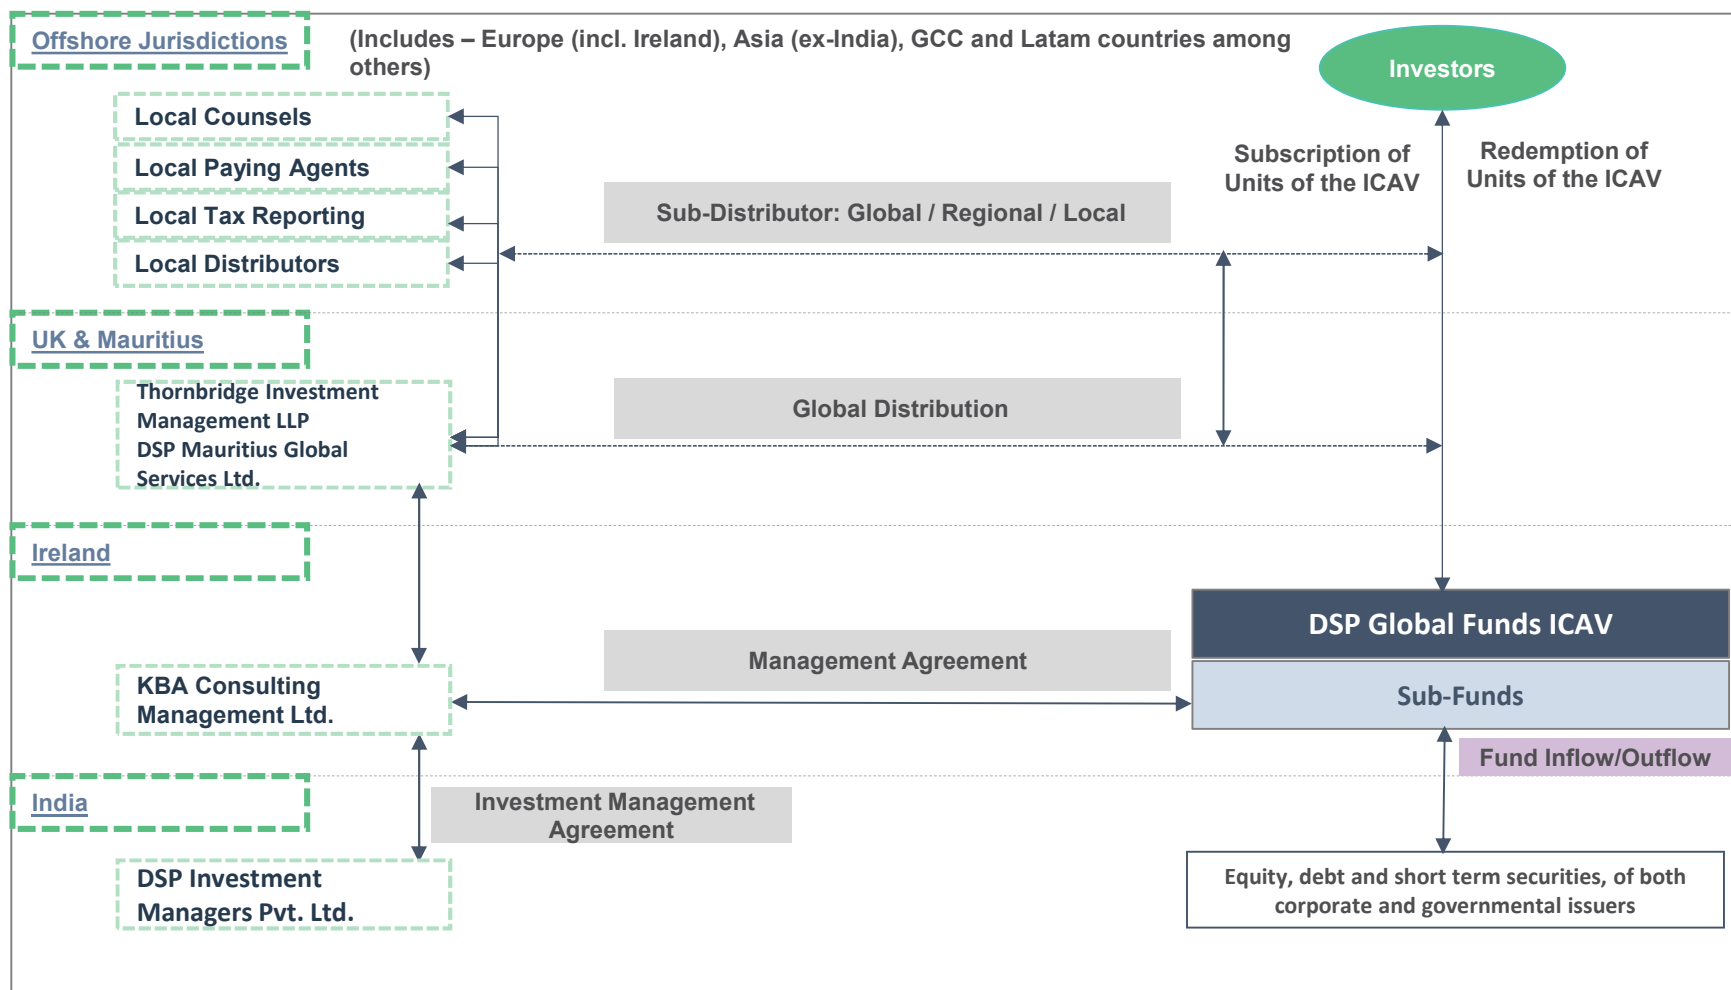 Offshore Jurisdictions
(Includes – Europe (incl. Ireland), Asia (ex-India), GCC and Latam countries among
others)
Investors
Local Counsels
Local Paying Agents
Local Tax Reporting
Local Distributors
Subscription of
Units of the ICAV
Redemption of
Units of the ICAV
Sub-Distributor: Global / Regional / Local
UK & Mauritius
Thornbridge Investment
Management LLP
DSP Mauritius Global
Services Ltd.
Global Distribution
Ireland
DSP Global Funds ICAV
Sub-Funds
Management Agreement
KBA Consulting
Management Ltd.
Fund Inflow/Outflow
India
Investment Management
Agreement
DSP Investment
Managers Pvt. Ltd.
Equity, debt and short term securities, of both
corporate and governmental issuers